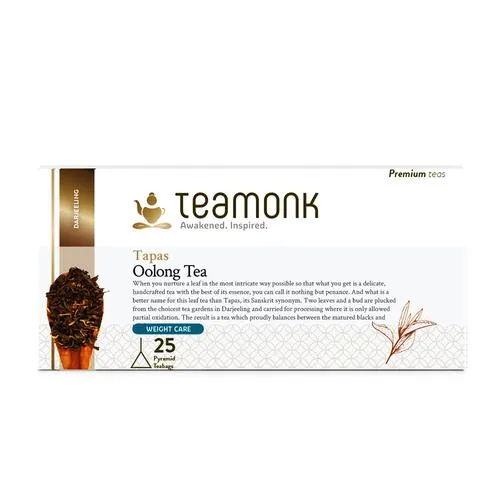 Premium teas
DARJEELING
TEAMONK
Awakened. Inspired.
Tapas
Oolong Tea
When you nurture a leaf in the most intricate way possible so that what you get is a delicate,
handcrafted tea with the best of its essence, you can call it nothing but penance. And what is a
better name for this leaf tea than Tapas, its Sanskrit synonym. Two leaves and a bud are plucked
from the choicest tea gardens in Darjeeling and carried for processing where it is only allowed
partial oxidation. The result is a tea which proudly balances between the matured blacks and
WEIGHT CARE
25
Pyramid
Teabags